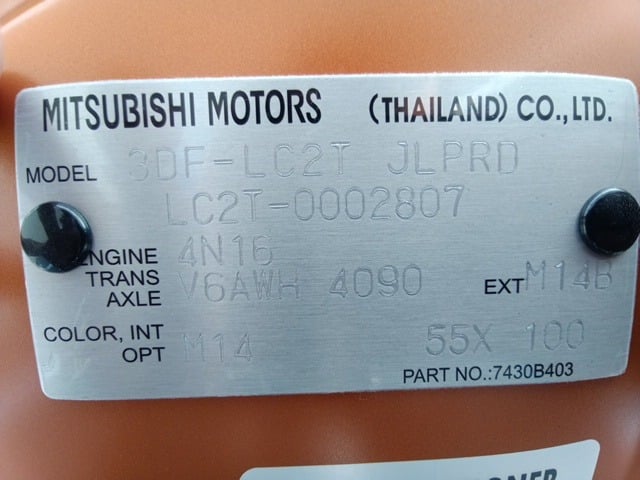 MITSUBISHI MOTORS (THAILAND) CO.,LTD.
MODEL 3DF-LC2T JLPRD
LC2T-0002807
ENGINE 4N16
TRANS AXLE V6AWH 4090 EXT M14B
COLOR, INT OPT M14 55X 100
PART NO.:7430B403